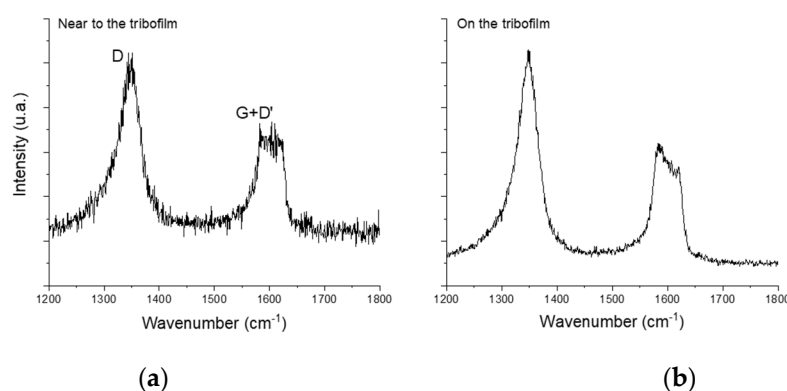 Near to the tribofilm
On the tribofilm
D
G+D'
Intensity (u.a.)
1200 1300 1400 1500 1600 1700 1800
1200 1300 1400 1500 1600 1700 1800
Wavenumber (cm⁻¹)
Wavenumber (cm⁻¹)
(a)
(b)